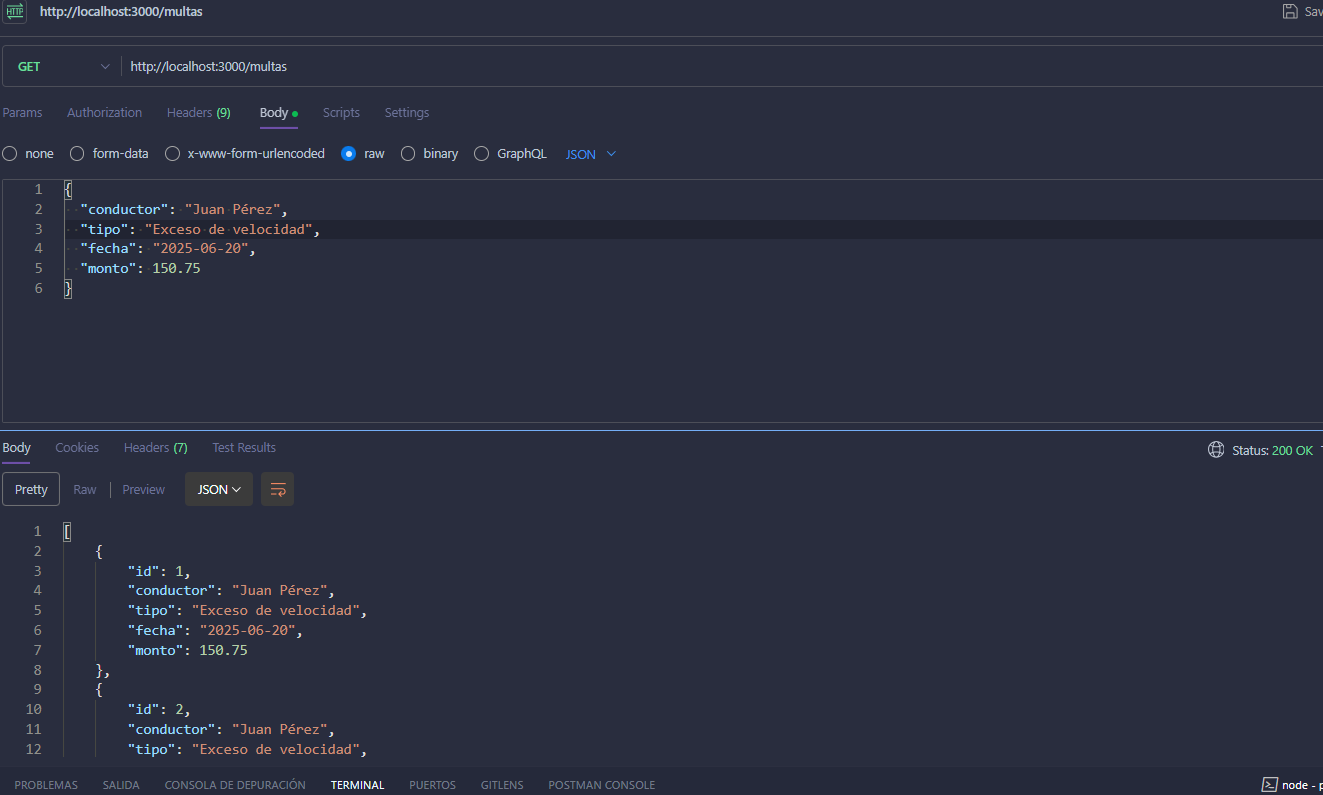 HTTP http://localhost:3000/multas Sav
GET http://localhost:3000/multas
Params Authorization Headers (9) Body Scripts Settings
none form-data x-www-form-urlencoded raw binary GraphQL JSON
1 {
2 "conductor": "Juan Pérez",
3 "tipo": "Exceso de velocidad",
4 "fecha": "2025-06-20",
5 "monto": 150.75
6 }
Body Cookies Headers (7) Test Results Status: 200 OK
Pretty Raw Preview JSON
1 [
2 {
3 "id": 1,
4 "conductor": "Juan Pérez",
5 "tipo": "Exceso de velocidad",
6 "fecha": "2025-06-20",
7 "monto": 150.75
8 },
9 {
10 "id": 2,
11 "conductor": "Juan Pérez",
12 "tipo": "Exceso de velocidad",
PROBLEMAS SALIDA CONSOLA DE DEPURACIÓN TERMINAL PUERTOS GITLENS POSTMAN CONSOLE node - p